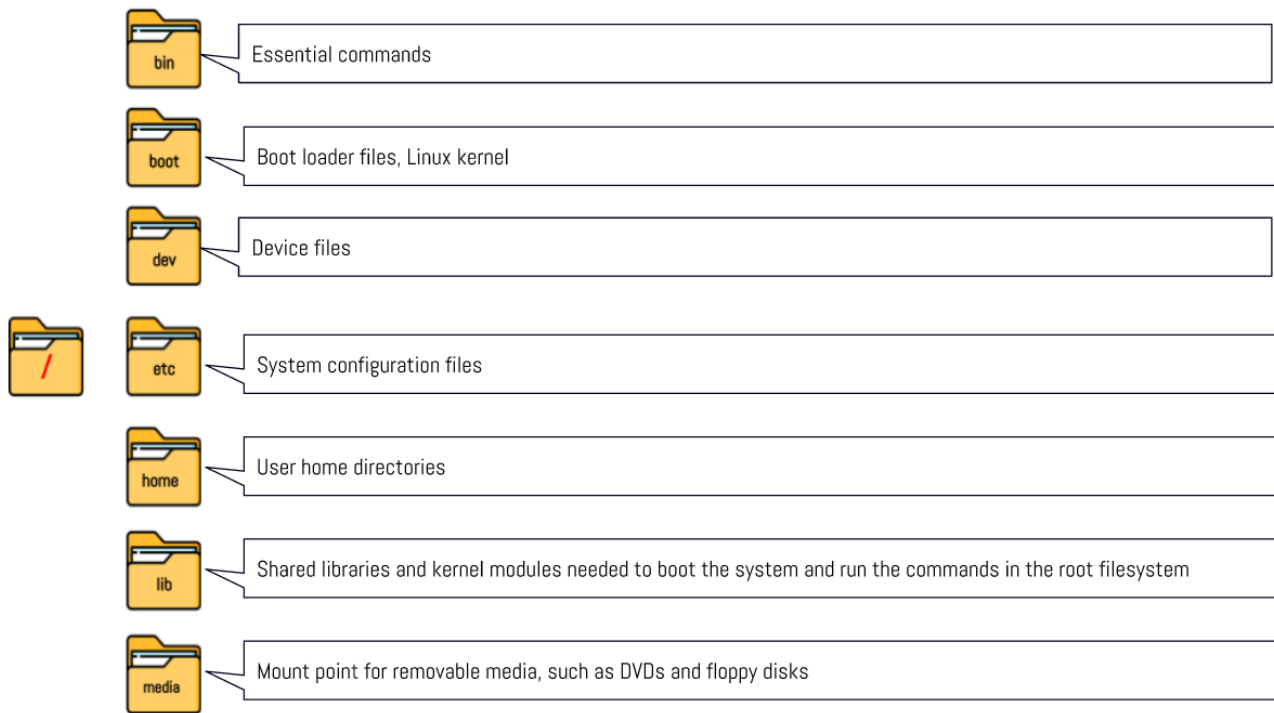 bin
Essential commands
boot
Boot loader files, Linux kernel
dev
Device files
/
etc
System configuration files
home
User home directories
lib
Shared libraries and kernel modules needed to boot the system and run the commands in the root filesystem
media
Mount point for removable media, such as DVDs and floppy disks